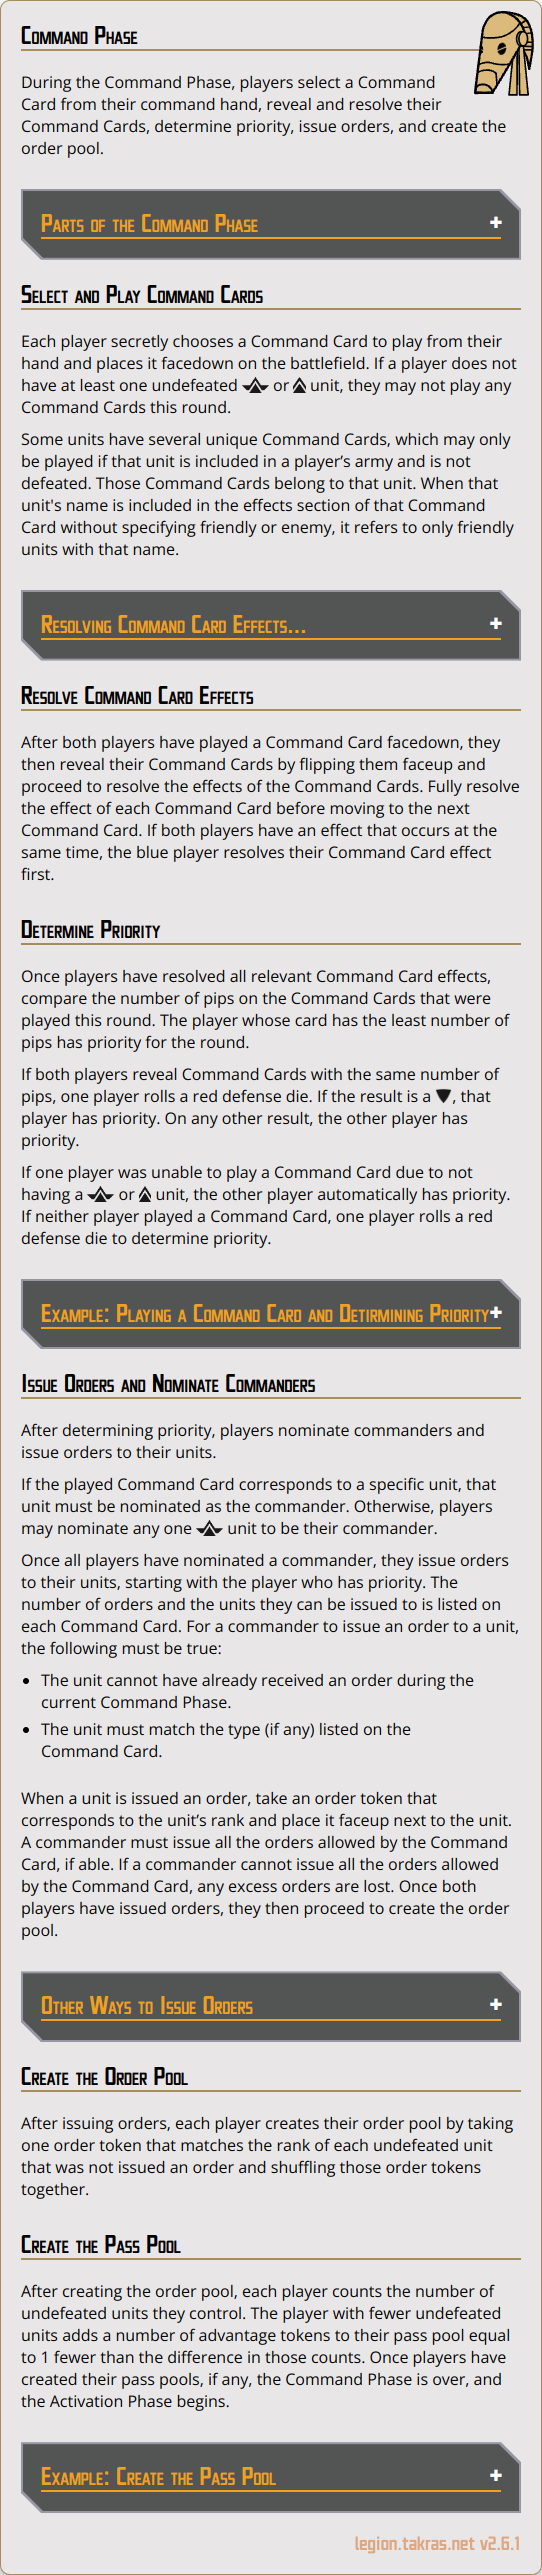 Command Phase
During the Command Phase, players select a Command
Card from their command hand, reveal and resolve their
Command Cards, determine priority, issue orders, and create the
order pool.
Parts of the Command Phase +
Select and Play Command Cards
Each player secretly chooses a Command Card to play from their
hand and places it facedown on the battlefield. If a player does not
have at least one undefeated or unit, they may not play any
Command Cards this round.
Some units have several unique Command Cards, which may only
be played if that unit is included in a player’s army and is not
defeated. Those Command Cards belong to that unit. When that
unit's name is included in the effects section of that Command
Card without specifying friendly or enemy, it refers to only friendly
units with that name.
Resolving Command Card Effects... +
Resolve Command Card Effects
After both players have played a Command Card facedown, they
then reveal their Command Cards by flipping them faceup and
proceed to resolve the effects of the Command Cards. Fully resolve
the effect of each Command Card before moving to the next
Command Card. If both players have an effect that occurs at the
same time, the blue player resolves their Command Card effect
first.
Determine Priority
Once players have resolved all relevant Command Card effects,
compare the number of pips on the Command Cards that were
played this round. The player whose card has the least number of
pips has priority for the round.
If both players reveal Command Cards with the same number of
pips, one player rolls a red defense die. If the result is a , that
player has priority. On any other result, the other player has
priority.
If one player was unable to play a Command Card due to not
having a or unit, the other player automatically has priority.
If neither player played a Command Card, one player rolls a red
defense die to determine priority.
Example: Playing a Command Card and Detirmining Priority +
Issue Orders and Nominate Commanders
After determining priority, players nominate commanders and
issue orders to their units.
If the played Command Card corresponds to a specific unit, that
unit must be nominated as the commander. Otherwise, players
may nominate any one unit to be their commander.
Once all players have nominated a commander, they issue orders
to their units, starting with the player who has priority. The
number of orders and the units they can be issued to is listed on
each Command Card. For a commander to issue an order to a unit,
the following must be true:
• The unit cannot have already received an order during the
current Command Phase.
• The unit must match the type (if any) listed on the
Command Card.
When a unit is issued an order, take an order token that
corresponds to the unit’s rank and place it faceup next to the unit.
A commander must issue all the orders allowed by the Command
Card, if able. If a commander cannot issue all the orders allowed
by the Command Card, any excess orders are lost. Once both
players have issued orders, they then proceed to create the order
pool.
Other Ways to Issue Orders +
Create the Order Pool
After issuing orders, each player creates their order pool by taking
one order token that matches the rank of each undefeated unit
that was not issued an order and shuffling those order tokens
together.
Create the Pass Pool
After creating the order pool, each player counts the number of
undefeated units they control. The player with fewer undefeated
units adds a number of advantage tokens to their pass pool equal
to 1 fewer than the difference in those counts. Once players have
created their pass pools, if any, the Command Phase is over, and
the Activation Phase begins.
Example: Create the Pass Pool +
legion.takras.net v2.6.1